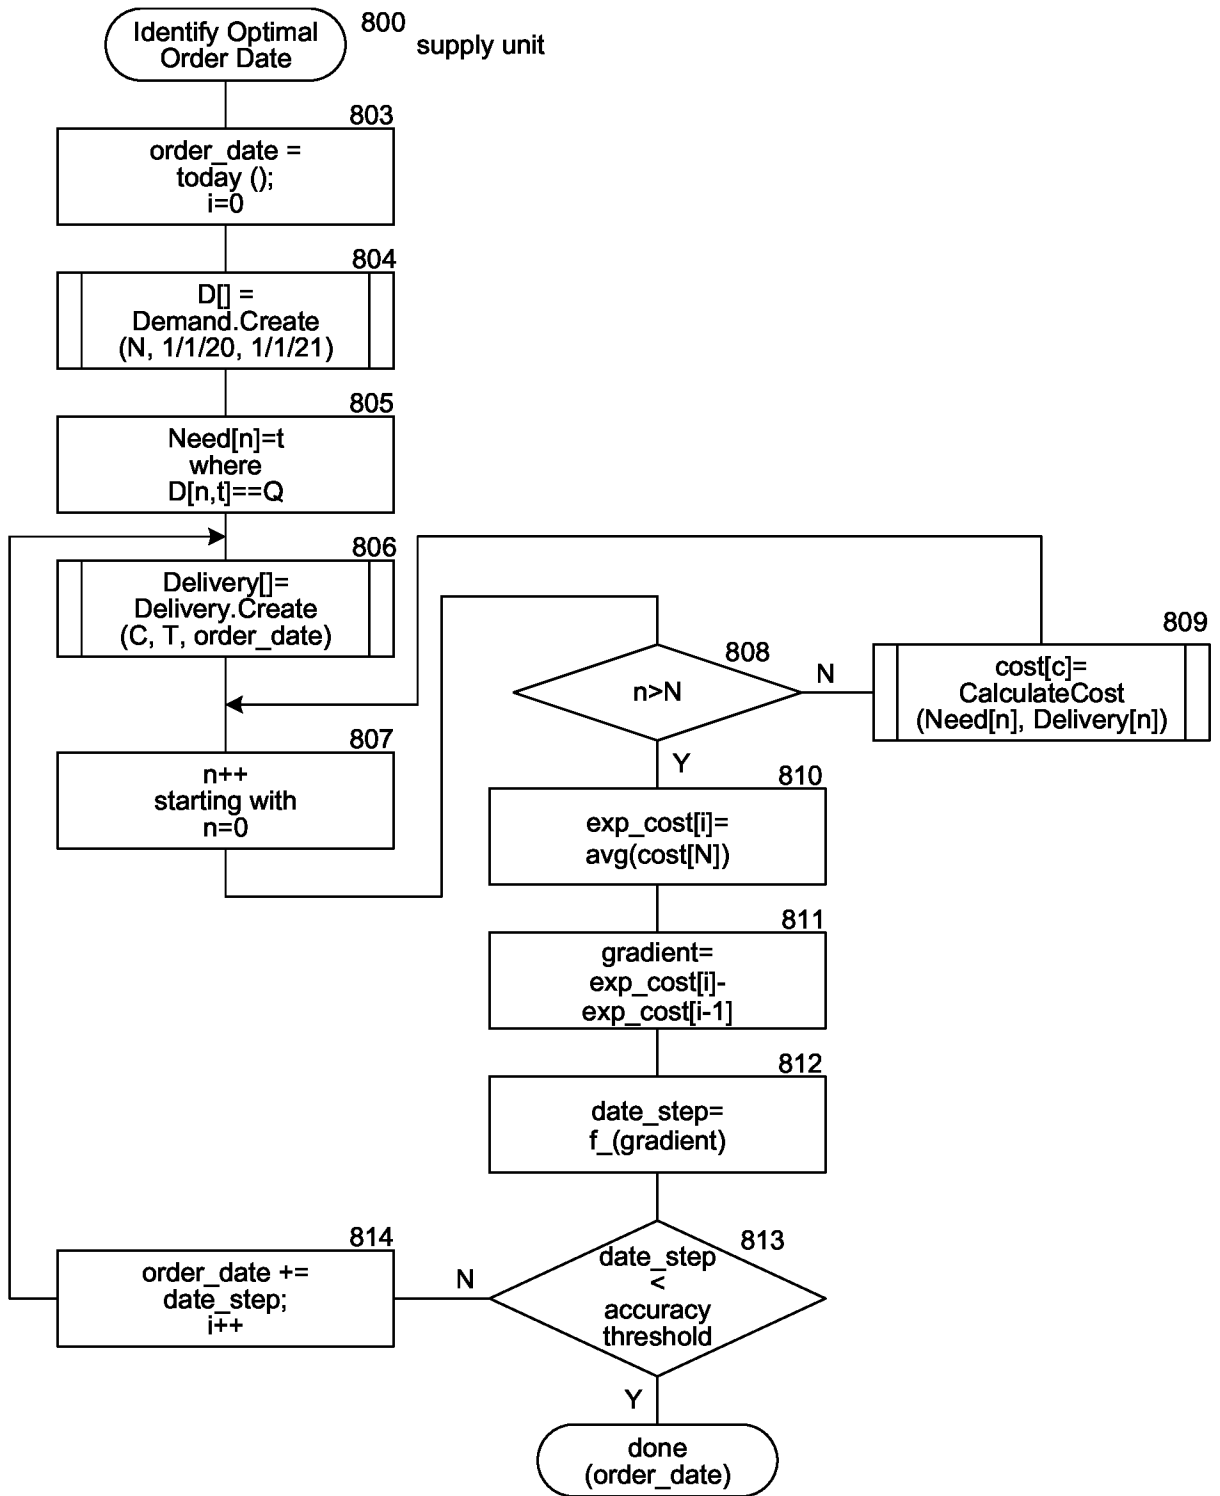 Identify Optimal
Order Date
800
supply unit
803
order_date =
today ();
i=0
804
D[] =
Demand.Create
(N, 1/1/20, 1/1/21)
805
Need[n]=t
where
D[n,t]==Q
806
Delivery[]=
Delivery.Create
(C, T, order_date)
807
n++
starting with
n=0
808
n>N
N
Y
809
cost[c]=
CalculateCost
(Need[n], Delivery[n])
810
exp_cost[i]=
avg(cost[N])
811
gradient=
exp_cost[i]-
exp_cost[i-1]
812
date_step=
f_(gradient)
813
date_step
<
accuracy
threshold
N
Y
814
order_date +=
date_step;
i++
done
(order_date)